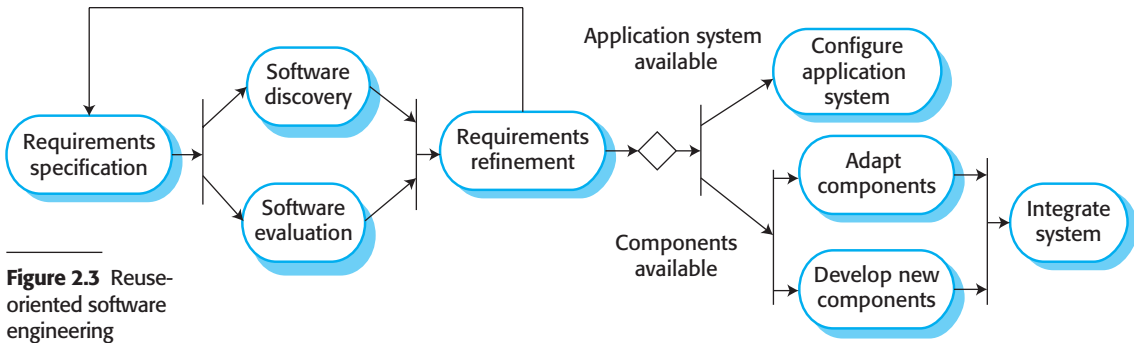 Requirements
specification
Software
discovery
Software
evaluation
Requirements
refinement
Application system
available
Configure
application
system
Components
available
Adapt
components
Develop new
components
Integrate
system
Figure 2.3 Reuse-
oriented software
engineering